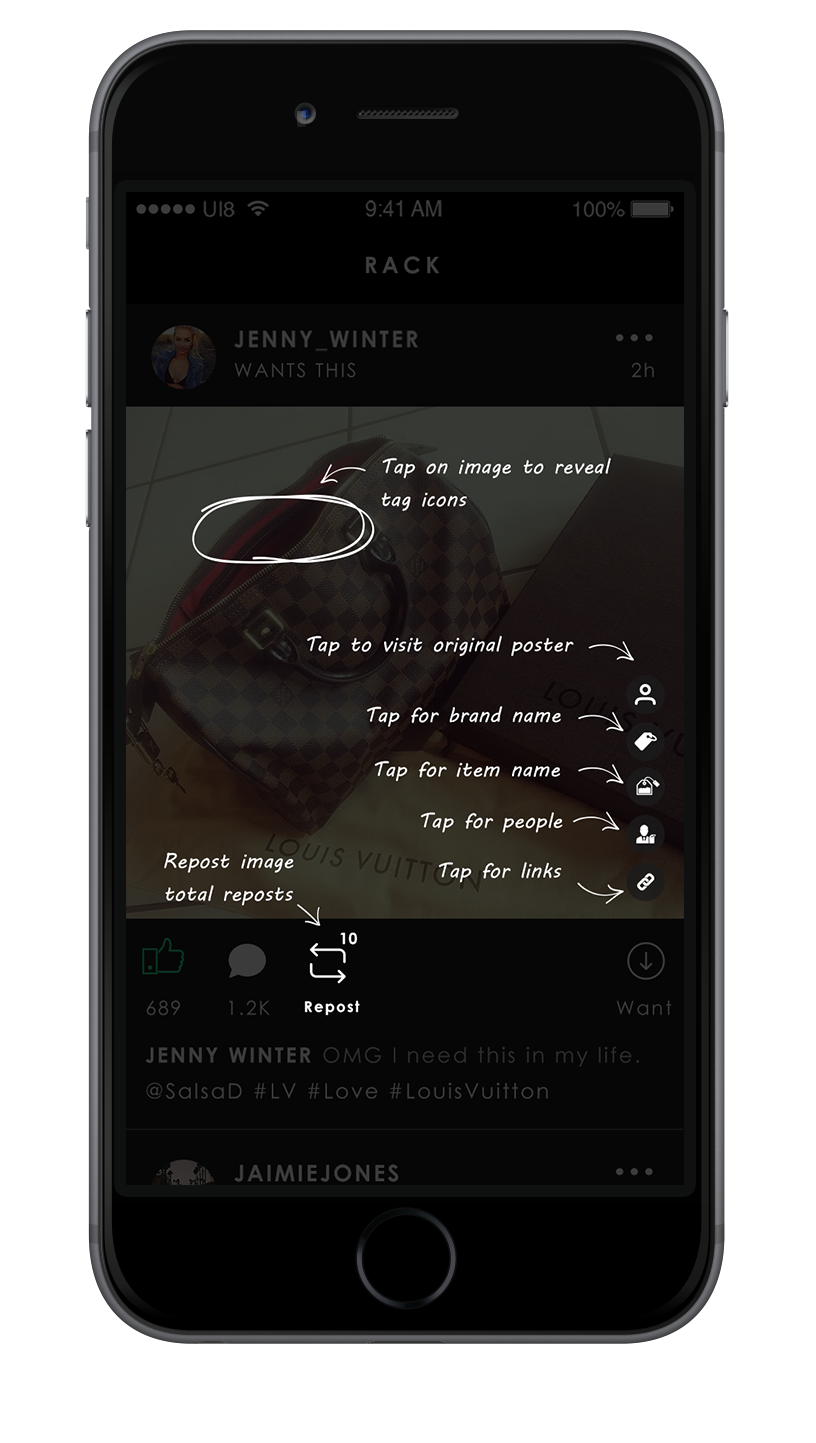 UI8 9:41 AM 100%
RACK
JENNY_WINTER
WANTS THIS 2h
Tap on image to reveal
tag icons
Tap to visit original poster
LOUIS VUITTON
Tap for brand name
Tap for item name
Tap for people
LOUIS VUITTON
Repost image
total reposts
Tap for links
10
689 1.2K Repost Want
JENNY WINTER OMG I need this in my life.
@SalsaD #LV #Love #LouisVuitton
JAIMIEJONES